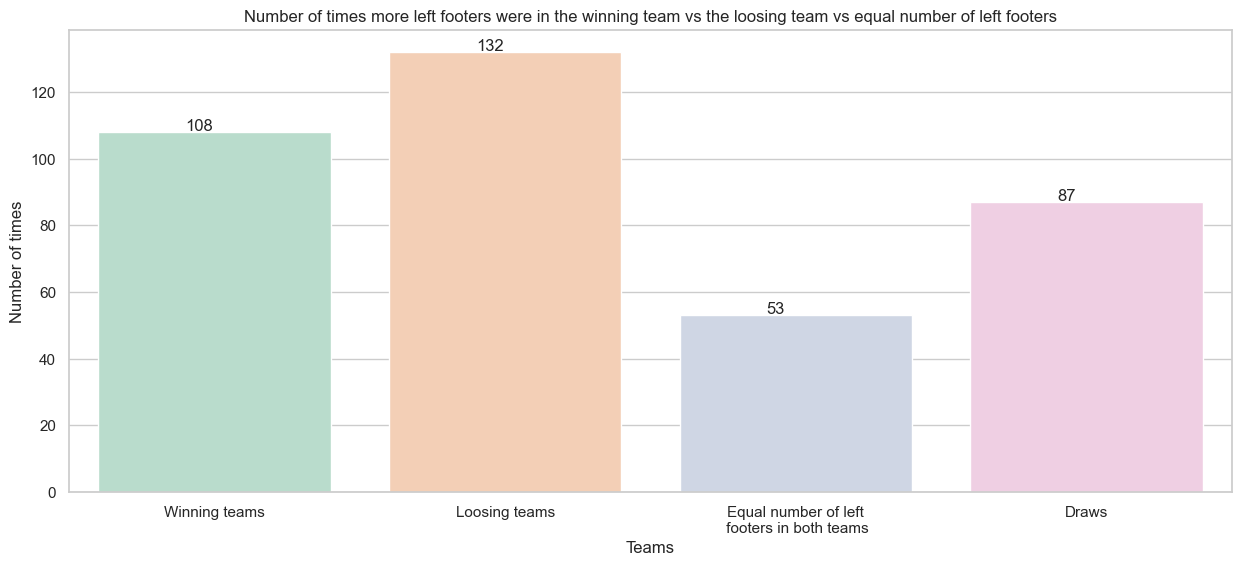 Number of times more left footers were in the winning team vs the loosing team vs equal number of left footers
Number of times
120
100
80
60
40
20
0
108
132
53
87
Winning teams
Loosing teams
Equal number of left
footers in both teams
Draws
Teams